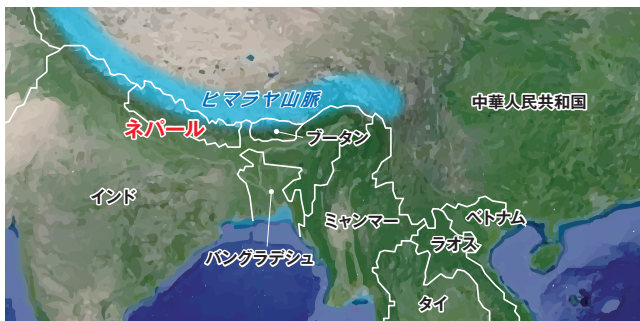 ヒマラヤ山脈
中華人民共和国
ネパール
ブータン
インド
ミャンマー
ベトナム
ラオス
バングラデシュ
タイ